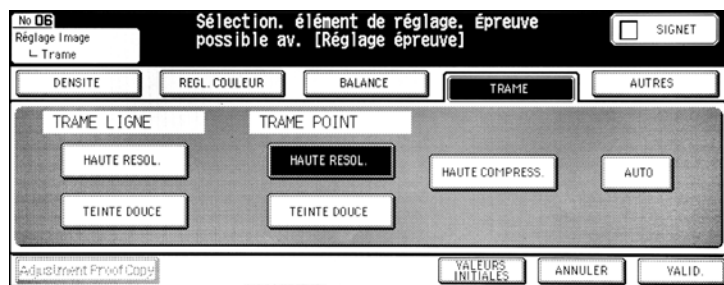 No 06
Réglage Image
Trame
Sélection. élément de réglage. épreuve
possible av. [Réglage épreuve]
SIGNET
DENSITE
REGL. COULEUR
BALANCE
TRAME
AUTRES
TRAME LIGNE
TRAME POINT
HAUTE RESOL.
HAUTE RESOL.
HAUTE COMPRESS.
AUTO
TEINTE DOUCE
TEINTE DOUCE
Adjustment Proof Copy
VALEURS
INITIALES
ANNULER
VALID.